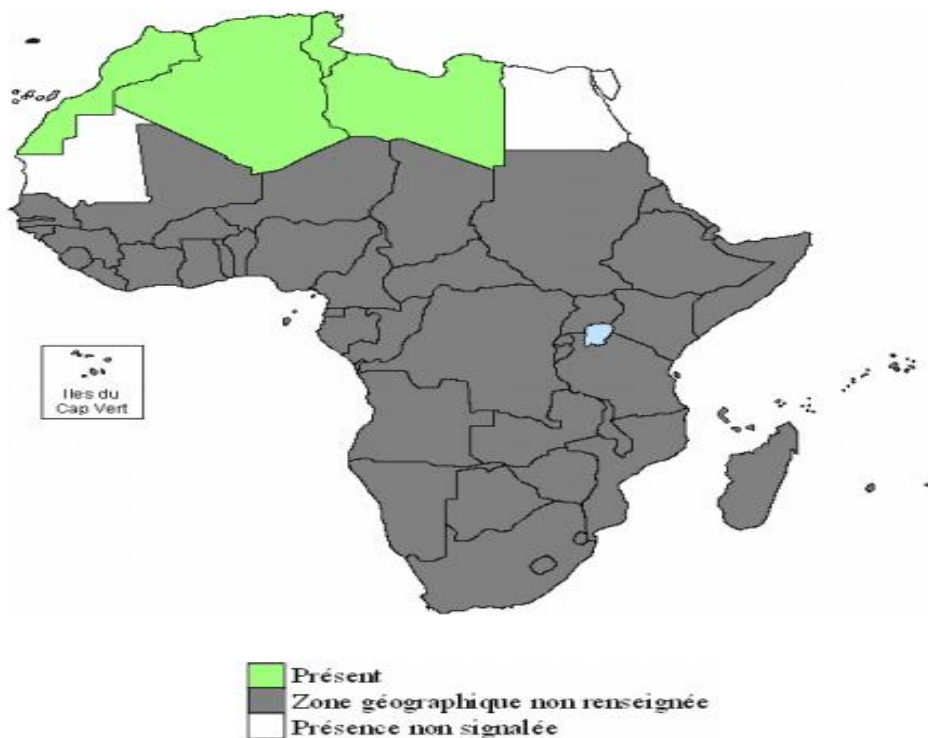 Iles du
Cap Vert
Présent
Zone géographique non renseignée
Présence non signalée